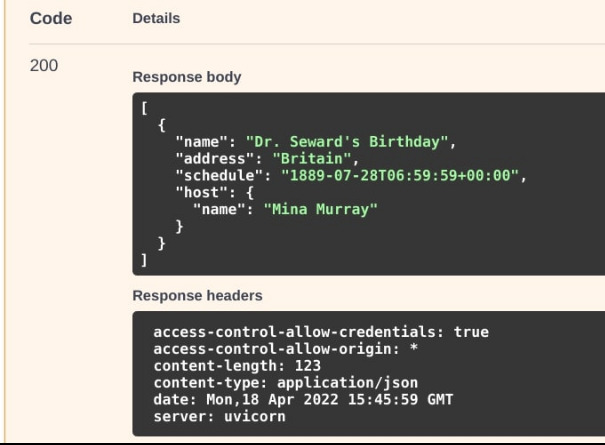 Code Details
200
Response body
[
  {
    "name": "Dr. Seward's Birthday",
    "address": "Britain",
    "schedule": "1889-07-28T06:59:59+00:00",
    "host": {
      "name": "Mina Murray"
    }
  }
]
Response headers
access-control-allow-credentials: true
access-control-allow-origin: *
content-length: 123
content-type: application/json
date: Mon,18 Apr 2022 15:45:59 GMT
server: uvicorn